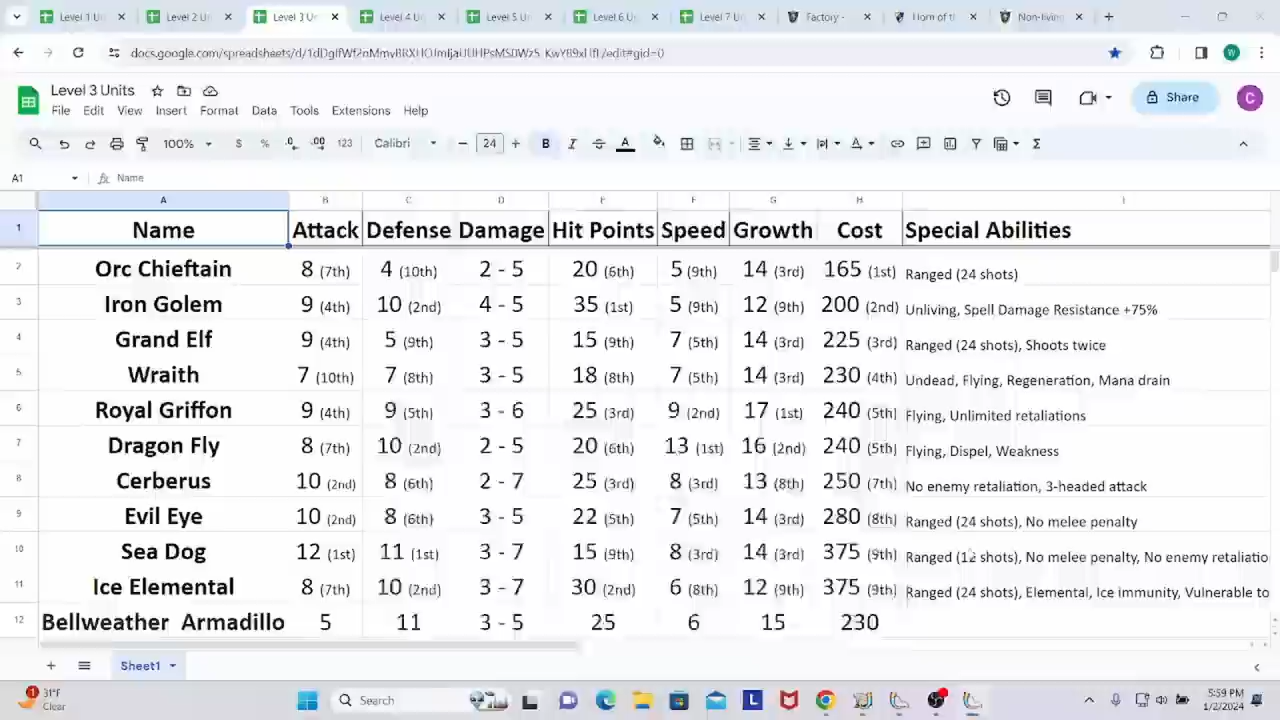 Level 1 Un Level 2 Un Level 3 Un Level 4 Un Level 5 Un Level 6 Un Level 7 Un Factory - Horn of t Non-living
Level 3 Units
File Edit View Insert Format Data Tools Extensions Help
Share C
100% $ % .0 .00 123 Calibri 24 B I S A
A1 fx Name
A B C D E F G H I
1 Name Attack Defense Damage Hit Points Speed Growth Cost Special Abilities
2 Orc Chieftain 8 (7th) 4 (10th) 2 - 5 20 (6th) 5 (9th) 14 (3rd) 165 (1st) Ranged (24 shots)
3 Iron Golem 9 (4th) 10 (2nd) 4 - 5 35 (1st) 5 (9th) 12 (9th) 200 (2nd) Unliving, Spell Damage Resistance +75%
4 Grand Elf 9 (4th) 5 (9th) 3 - 5 15 (9th) 7 (5th) 14 (3rd) 225 (3rd) Ranged (24 shots), Shoots twice
5 Wraith 7 (10th) 7 (8th) 3 - 5 18 (8th) 7 (5th) 14 (3rd) 230 (4th) Undead, Flying, Regeneration, Mana drain
6 Royal Griffon 9 (4th) 9 (5th) 3 - 6 25 (3rd) 9 (2nd) 17 (1st) 240 (5th) Flying, Unlimited retaliations
7 Dragon Fly 8 (7th) 10 (2nd) 2 - 5 20 (6th) 13 (1st) 16 (2nd) 240 (5th) Flying, Dispel, Weakness
8 Cerberus 10 (2nd) 8 (6th) 2 - 7 25 (3rd) 8 (3rd) 13 (8th) 250 (7th) No enemy retaliation, 3-headed attack
9 Evil Eye 10 (2nd) 8 (6th) 3 - 5 22 (5th) 7 (5th) 14 (3rd) 280 (8th) Ranged (24 shots), No melee penalty
10 Sea Dog 12 (1st) 11 (1st) 3 - 7 15 (9th) 8 (3rd) 14 (3rd) 375 (9th) Ranged (12 shots), No melee penalty, No enemy retaliatio
11 Ice Elemental 8 (7th) 10 (2nd) 3 - 7 30 (2nd) 6 (8th) 12 (9th) 375 (9th) Ranged (24 shots), Elemental, Ice immunity, Vulnerable to
12 Bellweather Armadillo 5 11 3 - 5 25 6 15 230
Sheet1
31°F
Clear
Search
5:59 PM
1/2/2024